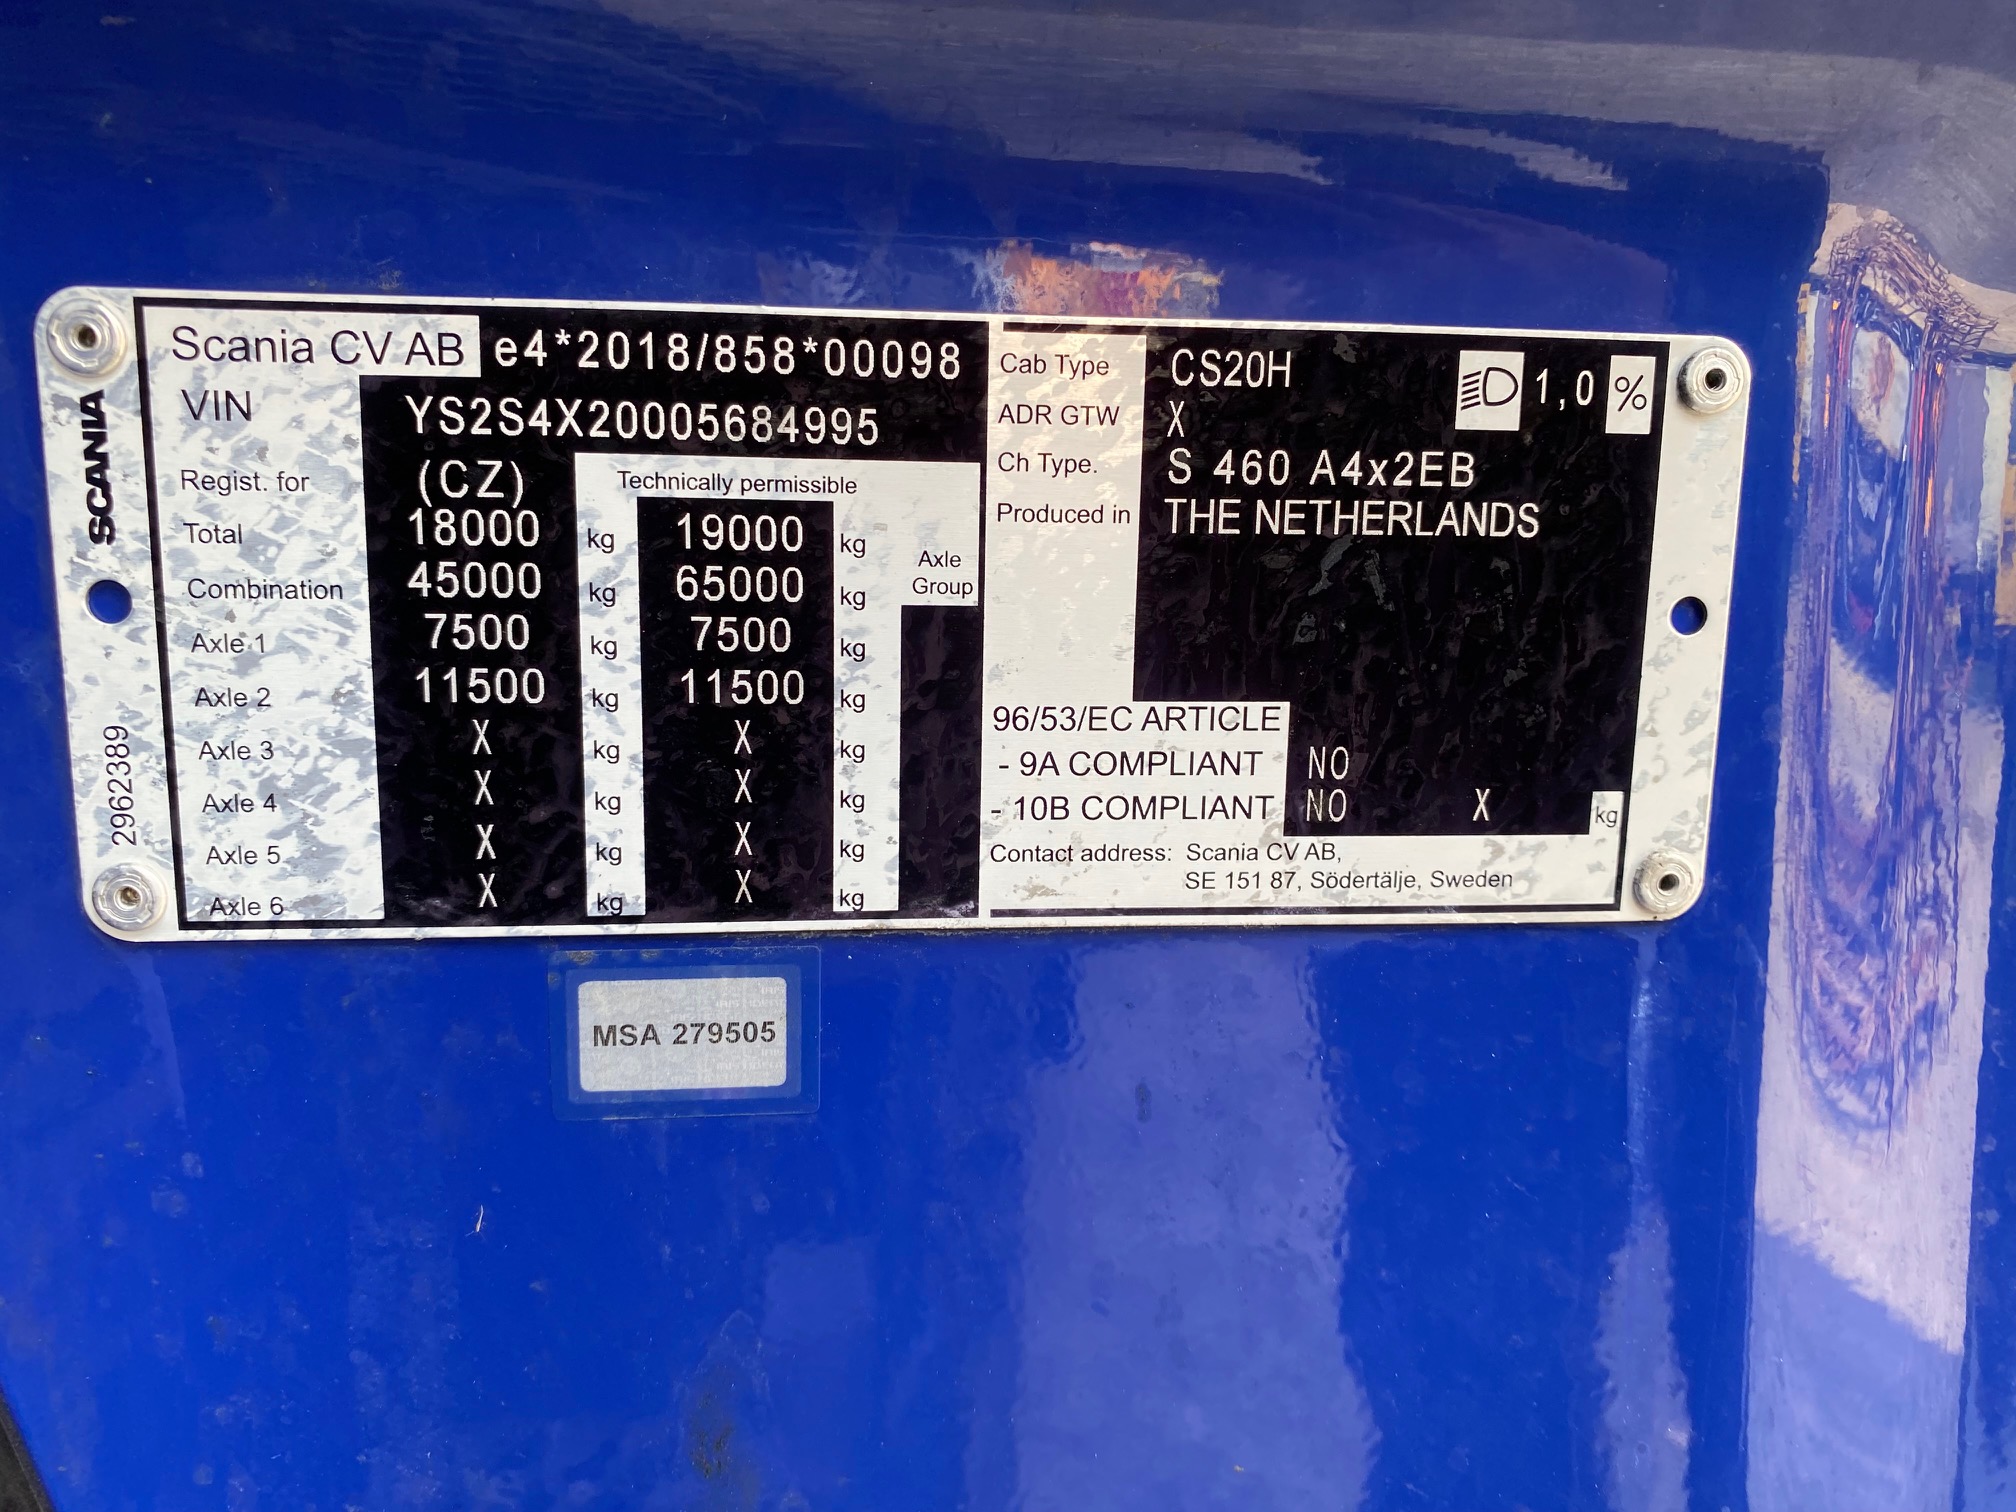 Scania CV AB e4*2018/858*00098
VIN YS2S4X20005684995
Regist. for (CZ) Technically permissible
Total 18000 kg 19000 kg
Axle
Group
Combination 45000 kg 65000 kg
Axle 1 7500 kg 7500 kg
Axle 2 11500 kg 11500 kg
Axle 3 X kg X kg
Axle 4 X kg X kg
Axle 5 X kg X kg
Axle 6 X kg X kg
Cab Type CS20H 1,0 %
ADR GTW X
Ch Type. S 460 A4x2EB
Produced in THE NETHERLANDS
96/53/EC ARTICLE
- 9A COMPLIANT NO
- 10B COMPLIANT NO X kg
Contact address: Scania CV AB,
SE 151 87, Södertälje, Sweden
SCANIA
2962389
MSA 279505